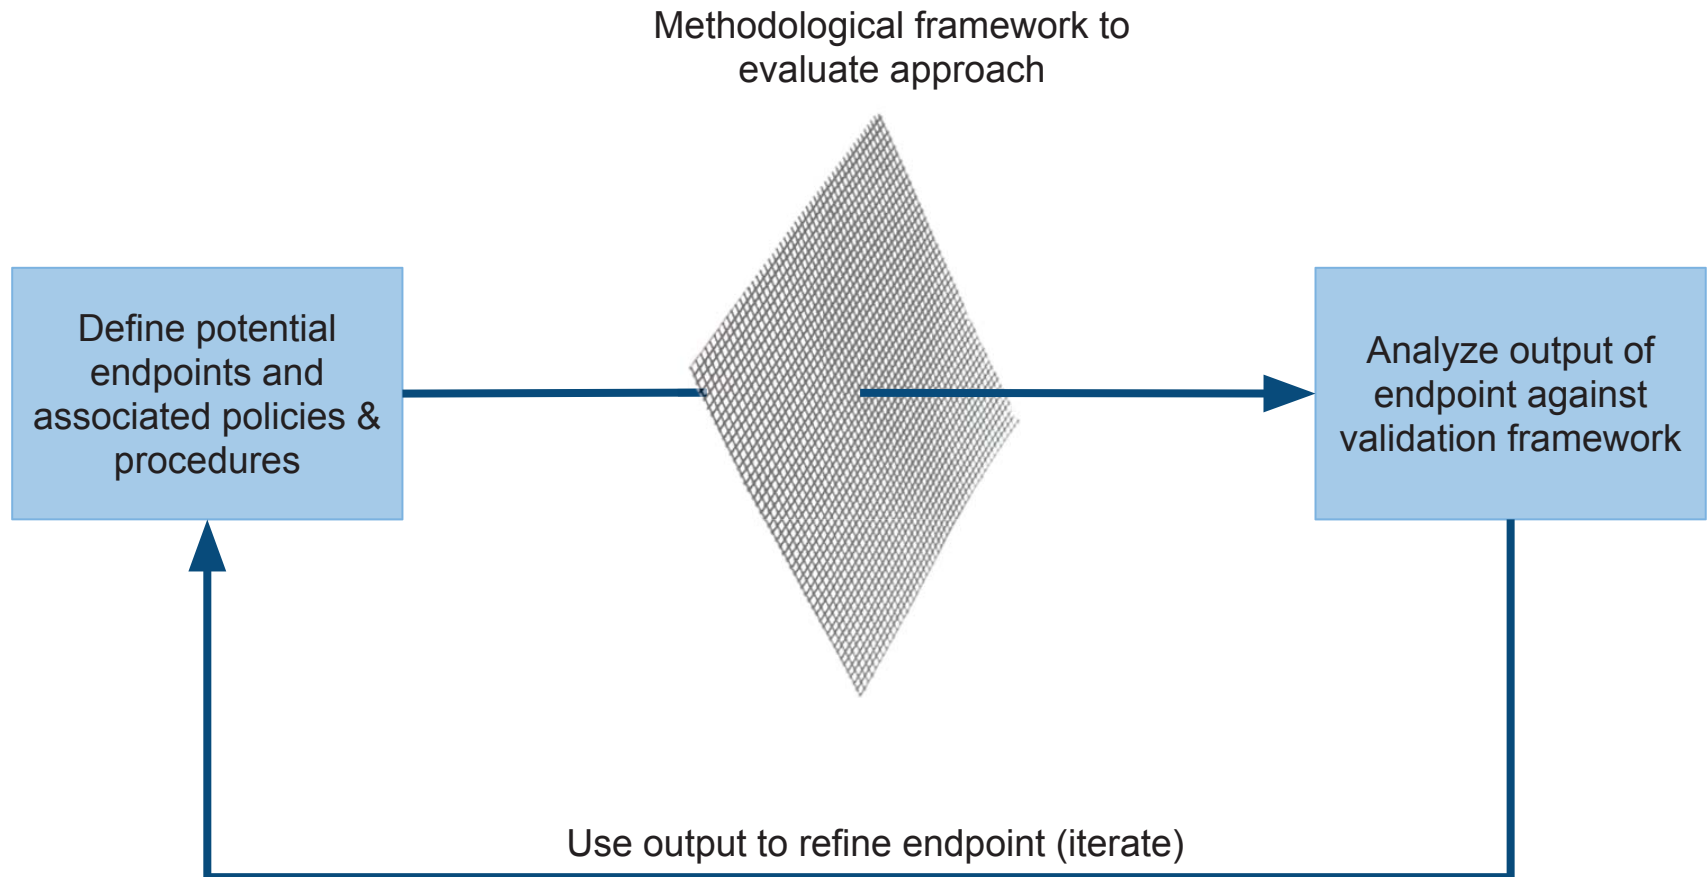 Methodological framework to
evaluate approach
Define potential
endpoints and
associated policies &
procedures
Analyze output of
endpoint against
validation framework
Use output to refine endpoint (iterate)